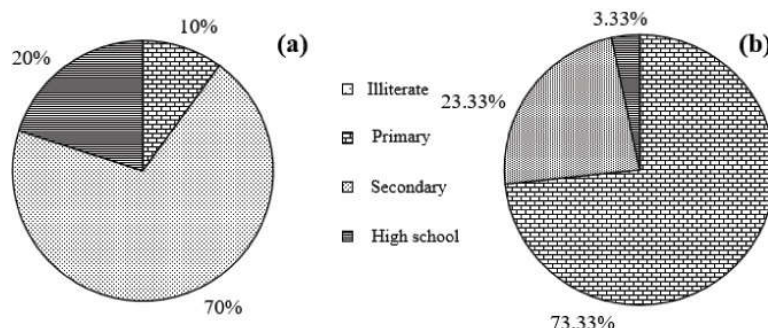 10%
20%
70%
(a)
Illiterate
Primary
Secondary
High school
3.33%
23.33%
73.33%
(b)